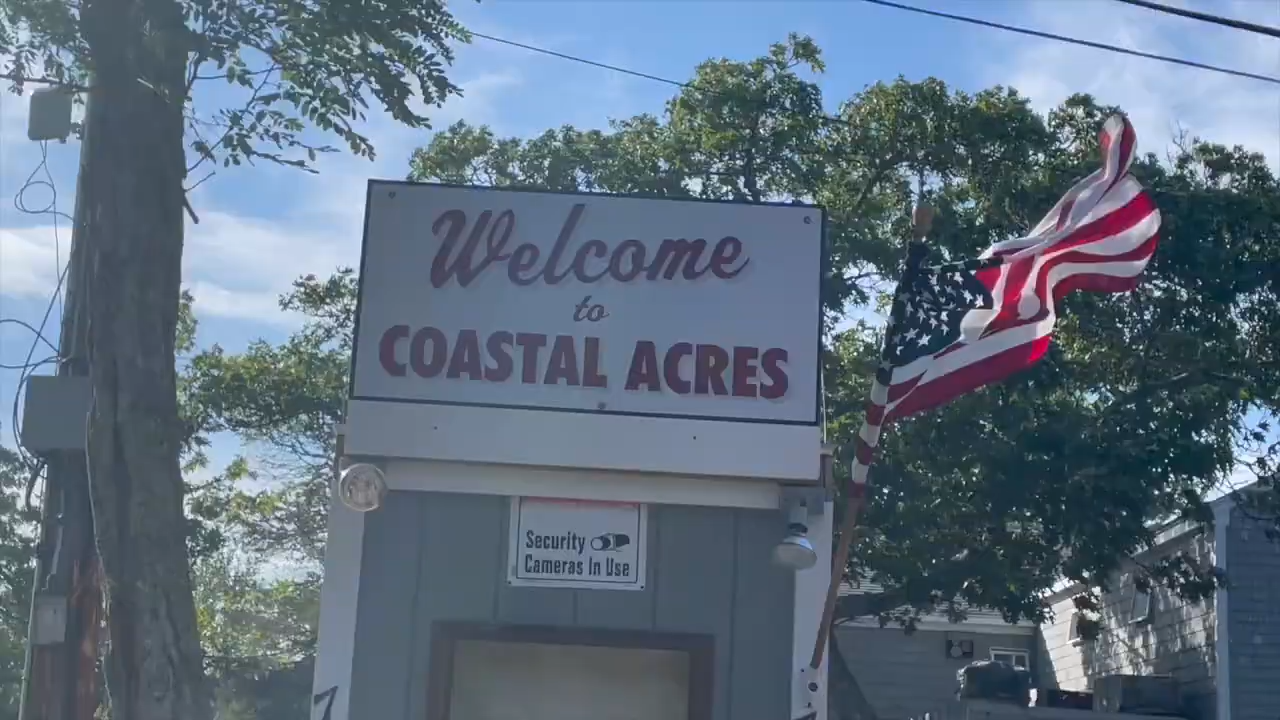 Welcome
to
COASTAL ACRES
Security
Cameras In Use